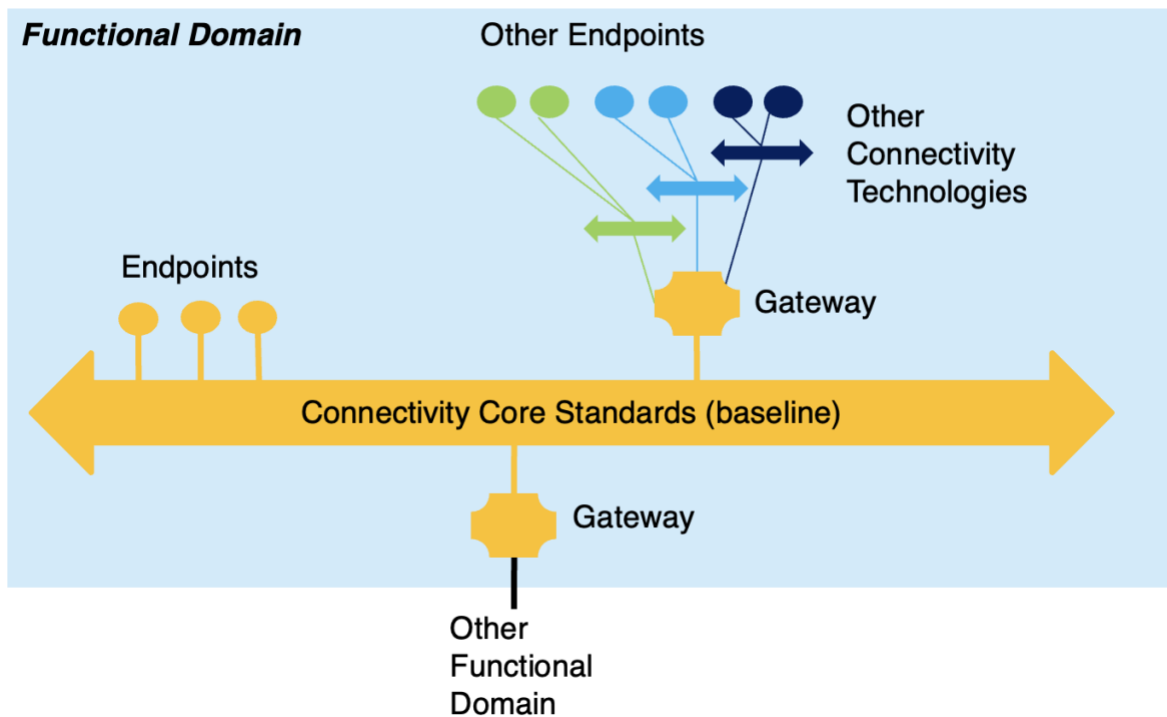 Functional Domain
Other Endpoints
Other
Connectivity
Technologies
Endpoints
Gateway
Connectivity Core Standards (baseline)
Gateway
Other
Functional
Domain